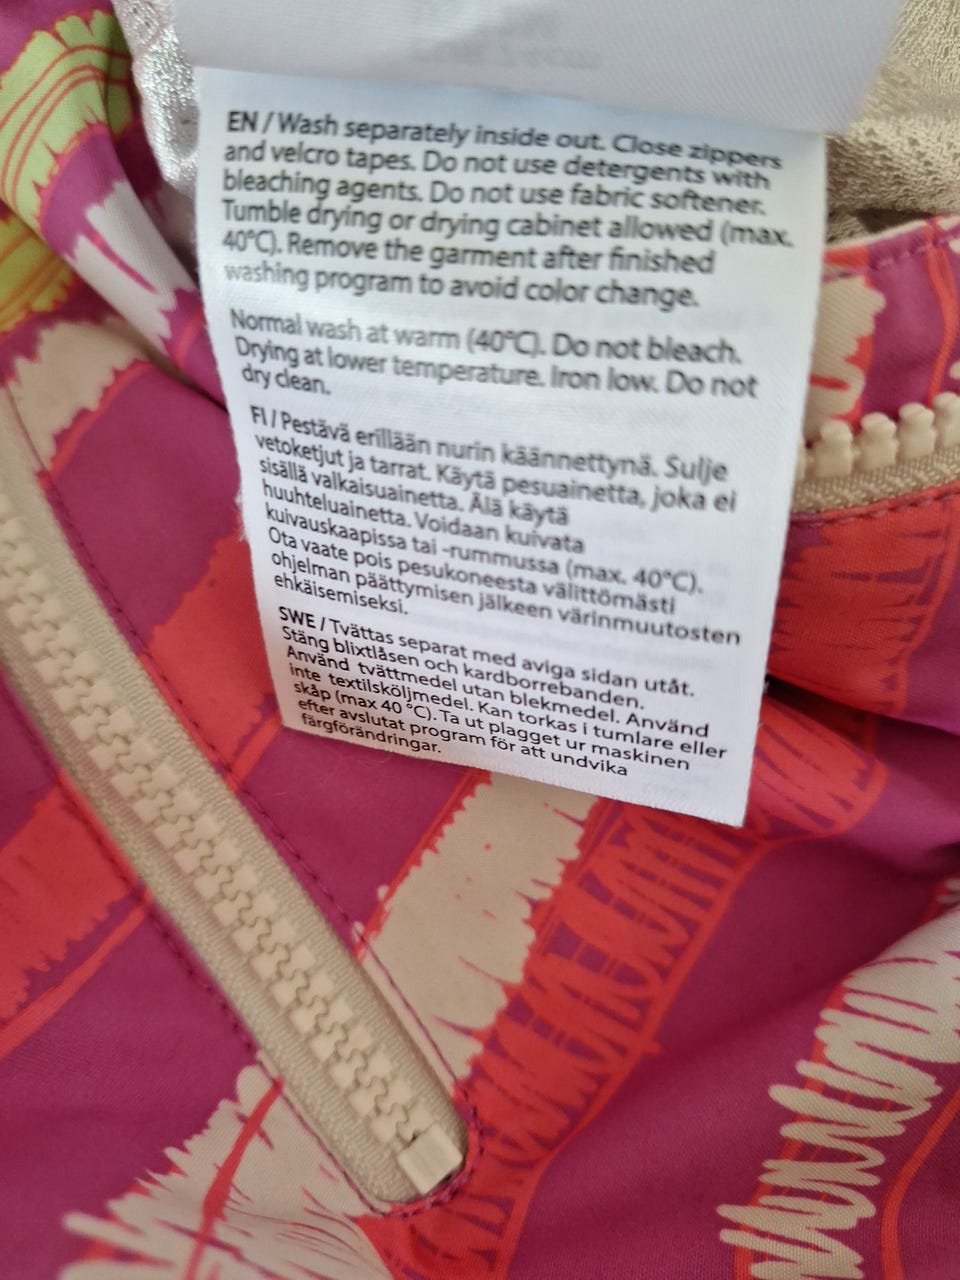 EN / Wash separately inside out. Close zippers
and velcro tapes. Do not use detergents with
bleaching agents. Do not use fabric softener.
Tumble drying or drying cabinet allowed (max.
40°C). Remove the garment after finished
washing program to avoid color change.
Normal wash at warm (40°C). Do not bleach.
Drying at lower temperature. Iron low. Do not
dry clean.
FI / Pestävä erillään nurin käännettynä. Sulje
vetoketjut ja tarrat. Käytä pesuainetta, joka ei
sisällä valkaisuainetta. Älä käytä
huuhteluainetta. Voidaan kuivata
kuivauskaapissa tai -rummussa (max. 40°C).
Ota vaate pois pesukoneesta välittömästi
ohjelman päättymisen jälkeen värinmuutosten
ehkäisemiseksi.
SWE / Tvättas separat med aviga sidan utåt.
Stäng blixtlåsen och kardborrebanden.
Använd tvättmedel utan blekmedel. Använd
inte textilsköljmedel. Kan torkas i tumlare eller
skåp (max 40 °C). Ta ut plagget ur maskinen
efter avslutat program för att undvika
färgförändringar.